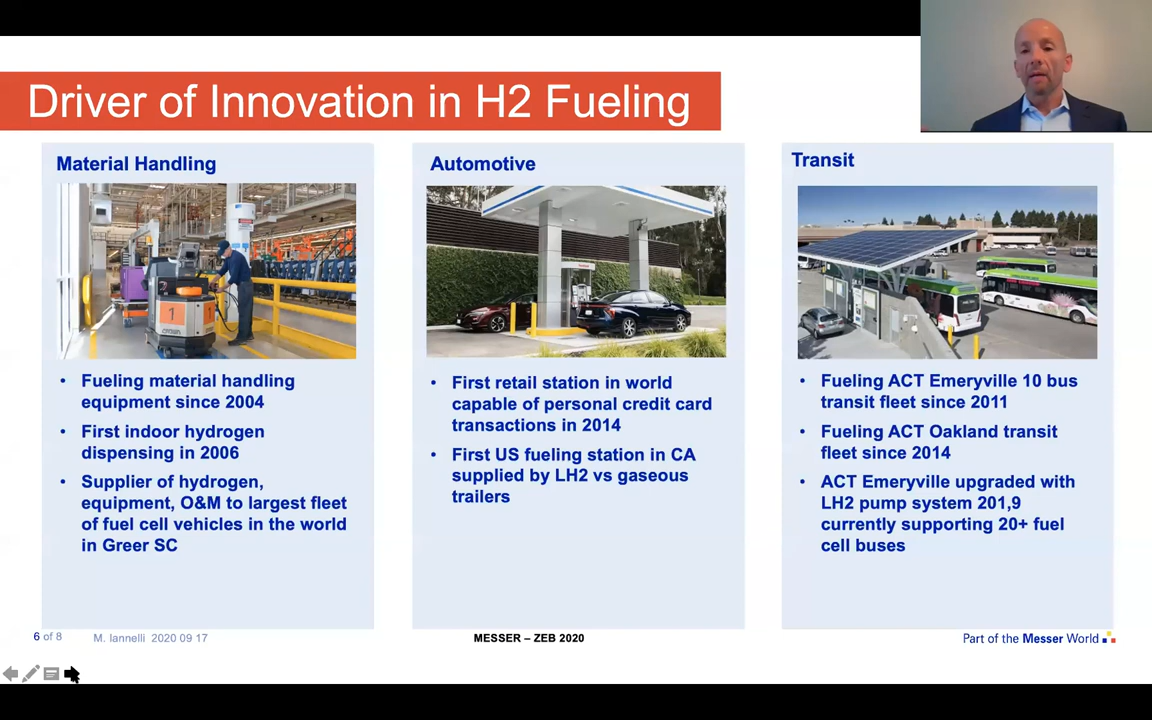 Driver of Innovation in H2 Fueling
Material Handling
1
1
CROWN
• Fueling material handling
equipment since 2004
• First indoor hydrogen
dispensing in 2006
• Supplier of hydrogen,
equipment, O&M to largest fleet
of fuel cell vehicles in the world
in Greer SC
Automotive
• First retail station in world
capable of personal credit card
transactions in 2014
• First US fueling station in CA
supplied by LH2 vs gaseous
trailers
Transit
• Fueling ACT Emeryville 10 bus
transit fleet since 2011
• Fueling ACT Oakland transit
fleet since 2014
• ACT Emeryville upgraded with
LH2 pump system 201,9
currently supporting 20+ fuel
cell buses
6 of 8
M. Iannelli 2020 09 17
MESSER – ZEB 2020
Part of the Messer World